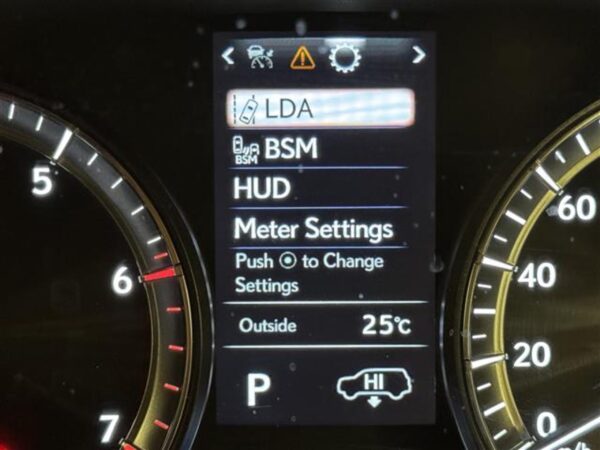 LDA
BSM BSM
HUD
Meter Settings
Push to Change
Settings
Outside 25°C
P HI
5
6
7
60
40
20
0